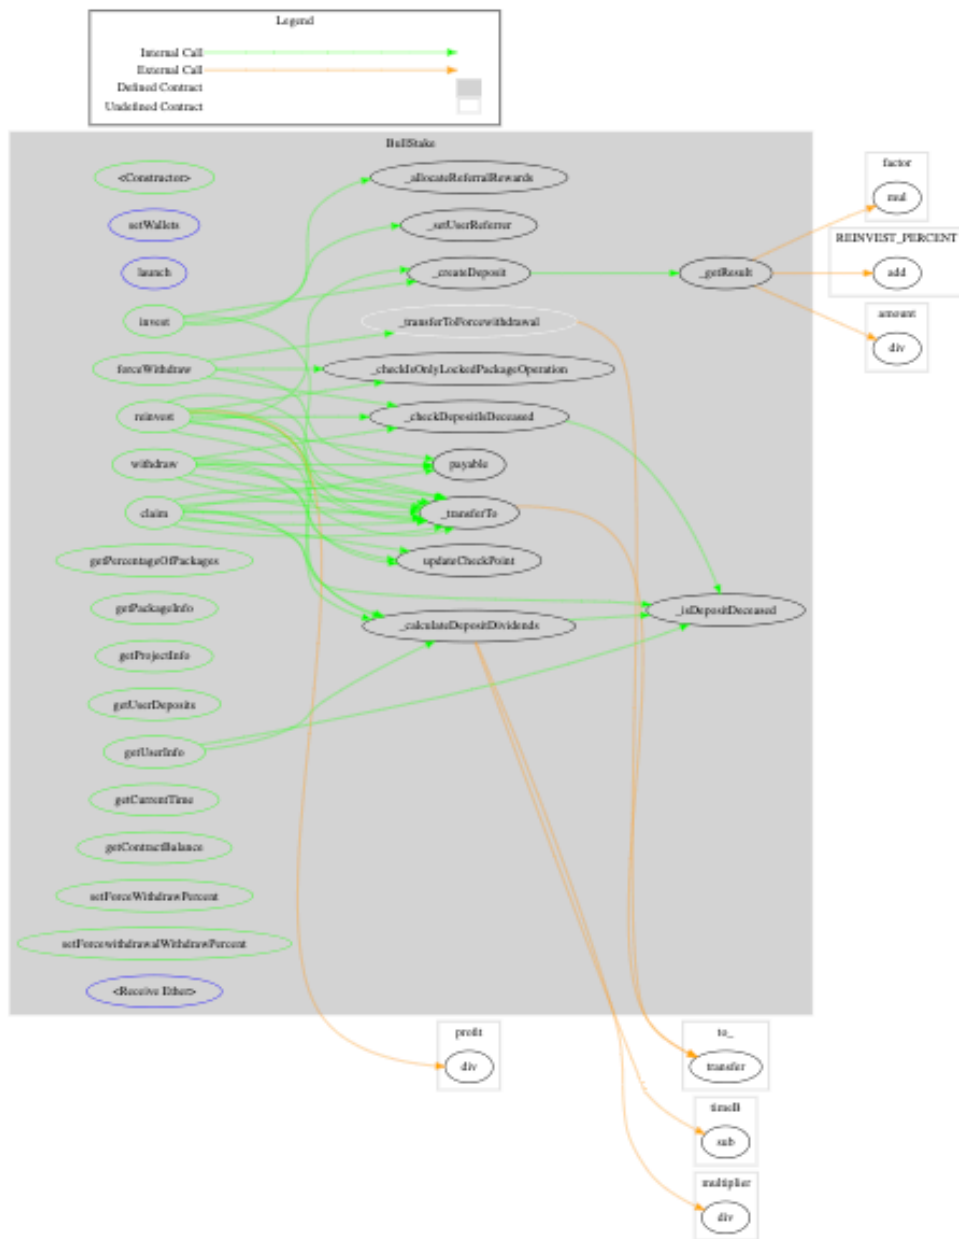 Legend
Internal Call
External Call
Defined Contract
Undefined Contract
BullStake
<Constructor>
setWallets
launch
invest
forceWithdraw
reinvest
withdraw
claim
getPercentageOfPackages
getPackageInfo
getProjectInfo
getUserDeposits
getUserInfo
getCurrentTime
getContractBalance
setForceWithdrawPercent
setForcewithdrawalWithdrawPercent
<Receive Ether>
_allocateReferralRewards
_setUserReferrer
_createDeposit
_transferToForcewithdrawal
_checkIsOnlyLockedPackageOperation
_checkDepositIsDeceased
payable
_transferTo
updateCheckPoint
_calculateDepositDividends
_getResult
_isDepositDeceased
factor
mul
REINVEST_PERCENT
add
amount
div
profit
div
to_
transfer
timeB
sub
multiplier
div